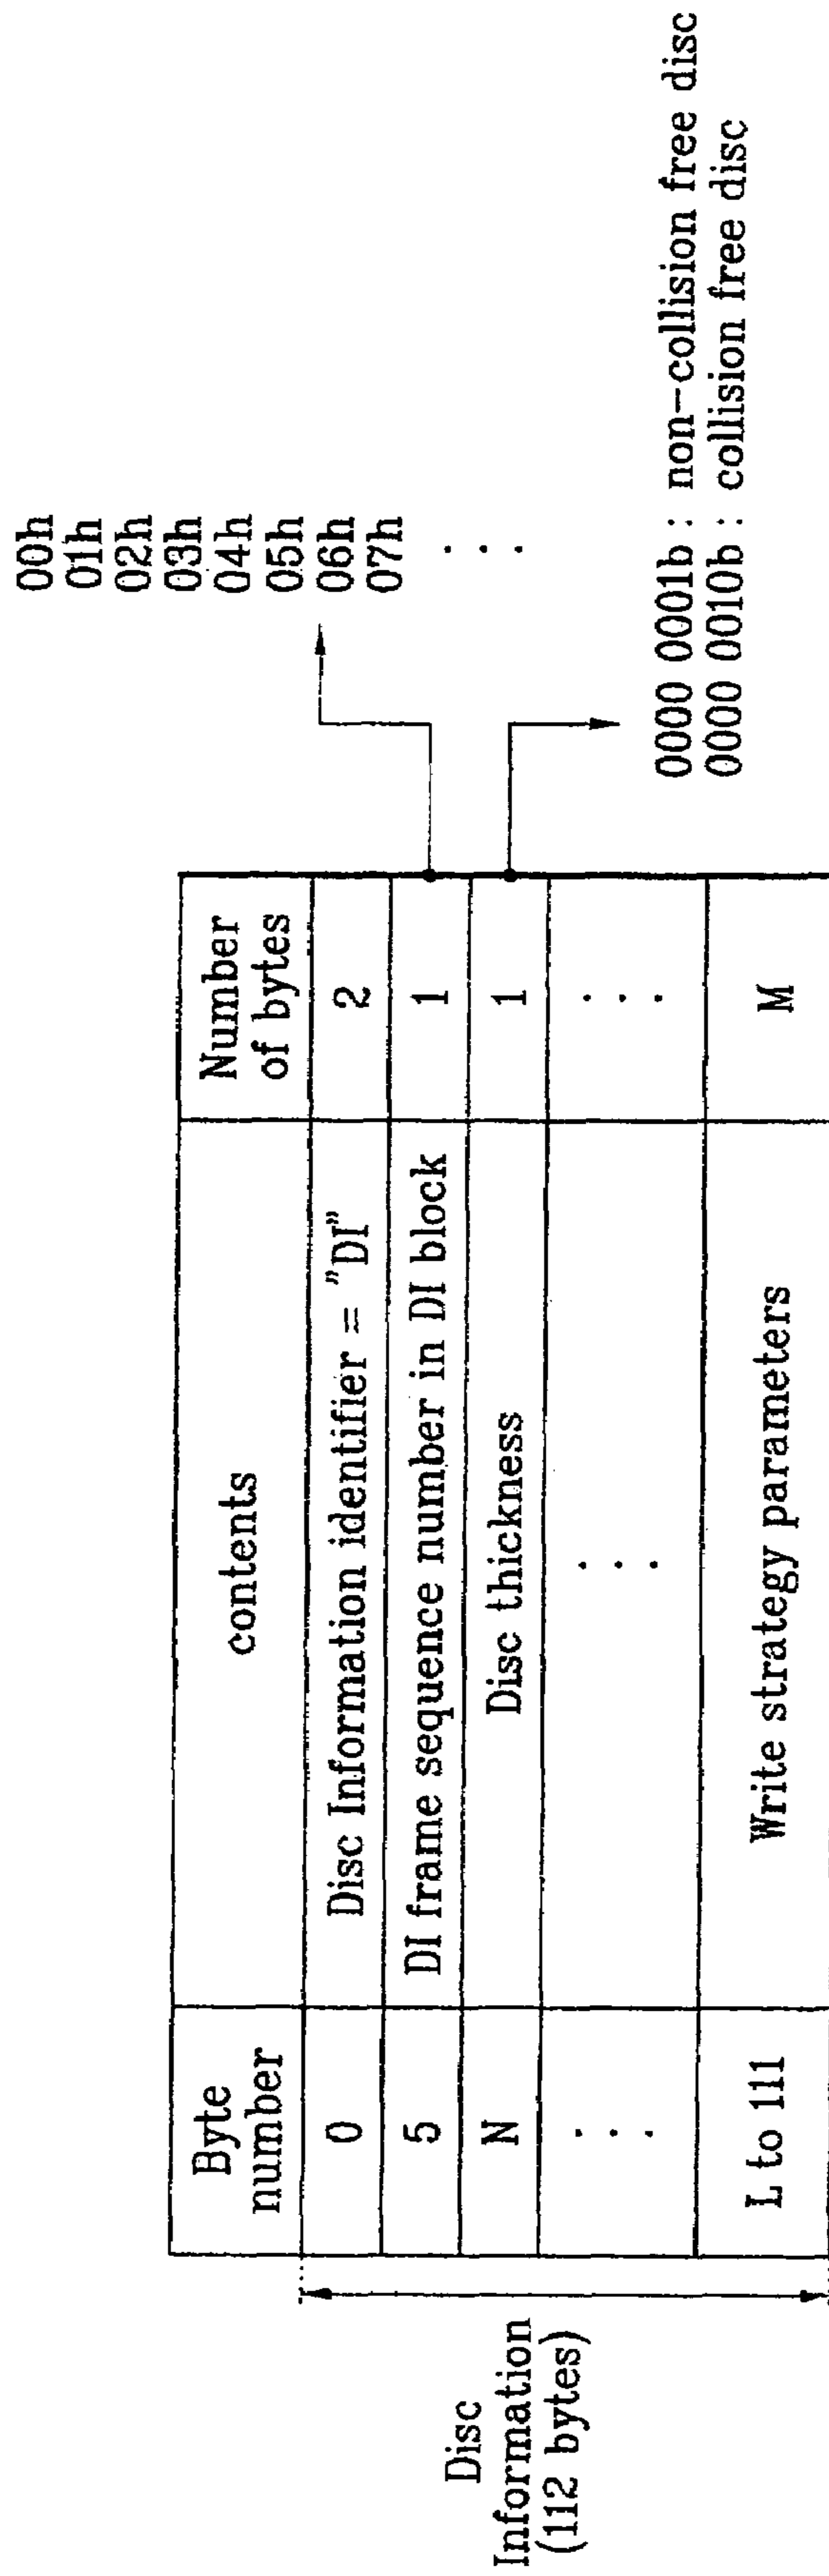 Disc
Information
(112 bytes)
Byte
number
contents
Number
of bytes
0
Disc Information identifier = "DI"
2
5
DI frame sequence number in DI block
1
N
Disc thickness
1
. . .
. . .
. . .
L to 111
Write strategy parameters
M
00h
01h
02h
03h
04h
05h
06h
07h
. . .
0000 0001b : non-collision free disc
0000 0010b : collision free disc